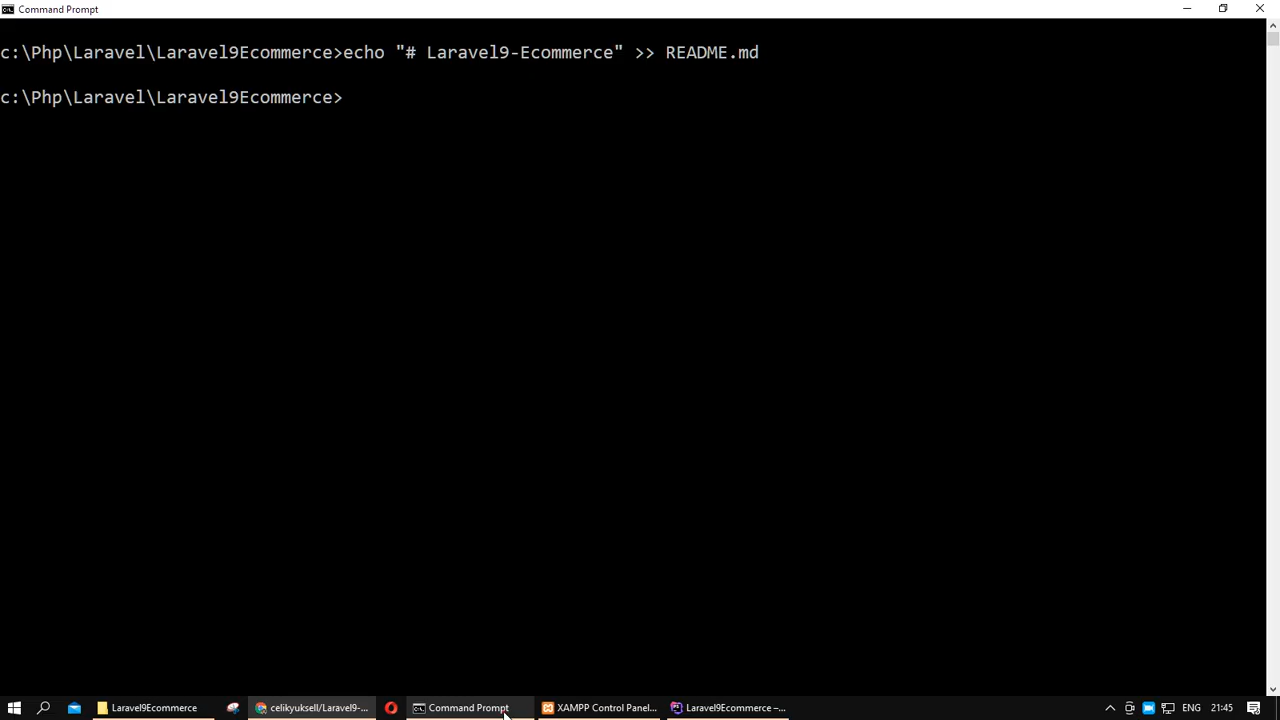 Command Prompt
c:\Php\Laravel\Laravel9Ecommerce>echo "# Laravel9-Ecommerce" >> README.md
c:\Php\Laravel\Laravel9Ecommerce>
Laravel9Ecommerce
celikyuksell/Laravel9-...
Command Prompt
XAMPP Control Panel...
Laravel9Ecommerce –...
ENG
21:45